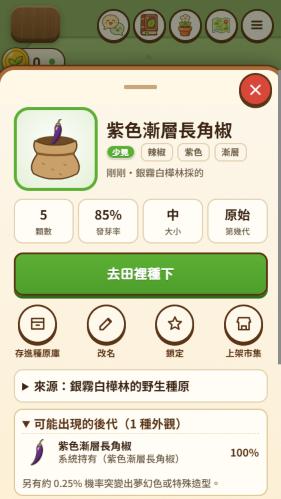 0
紫色漸層長角椒
少見 辣椒 紫色 漸層
剛剛・銀霧白樺林採的
5 85% 中 原始
顆數 發芽率 大小 第幾代
去田裡種下
存進種原庫 改名 鎖定 上架市集
▶ 來源：銀霧白樺林的野生種原
▼ 可能出現的後代（1 種外觀）
紫色漸層長角椒
系統持有（紫色漸層長角椒）
100%
另有約 0.25% 機率突變出夢幻色或特殊造型。